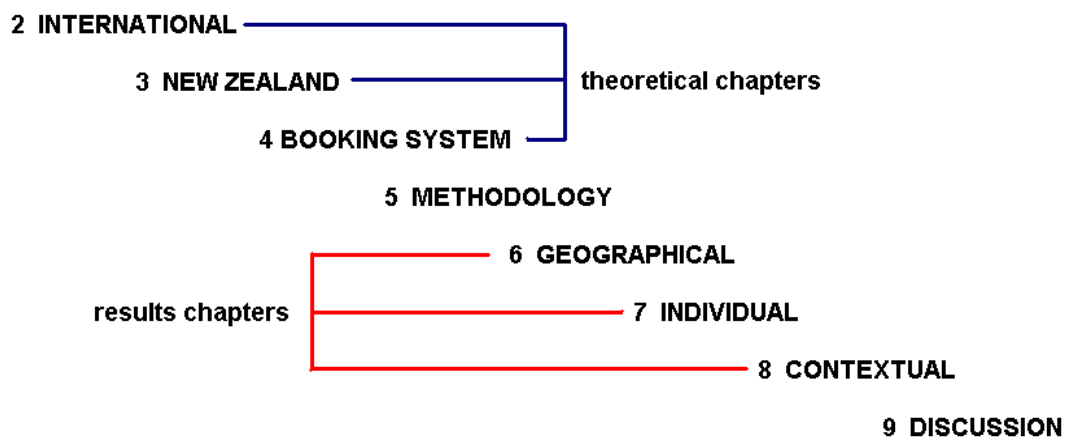 2 INTERNATIONAL
3 NEW ZEALAND
theoretical chapters
4 BOOKING SYSTEM
5 METHODOLOGY
6 GEOGRAPHICAL
results chapters
7 INDIVIDUAL
8 CONTEXTUAL
9 DISCUSSION